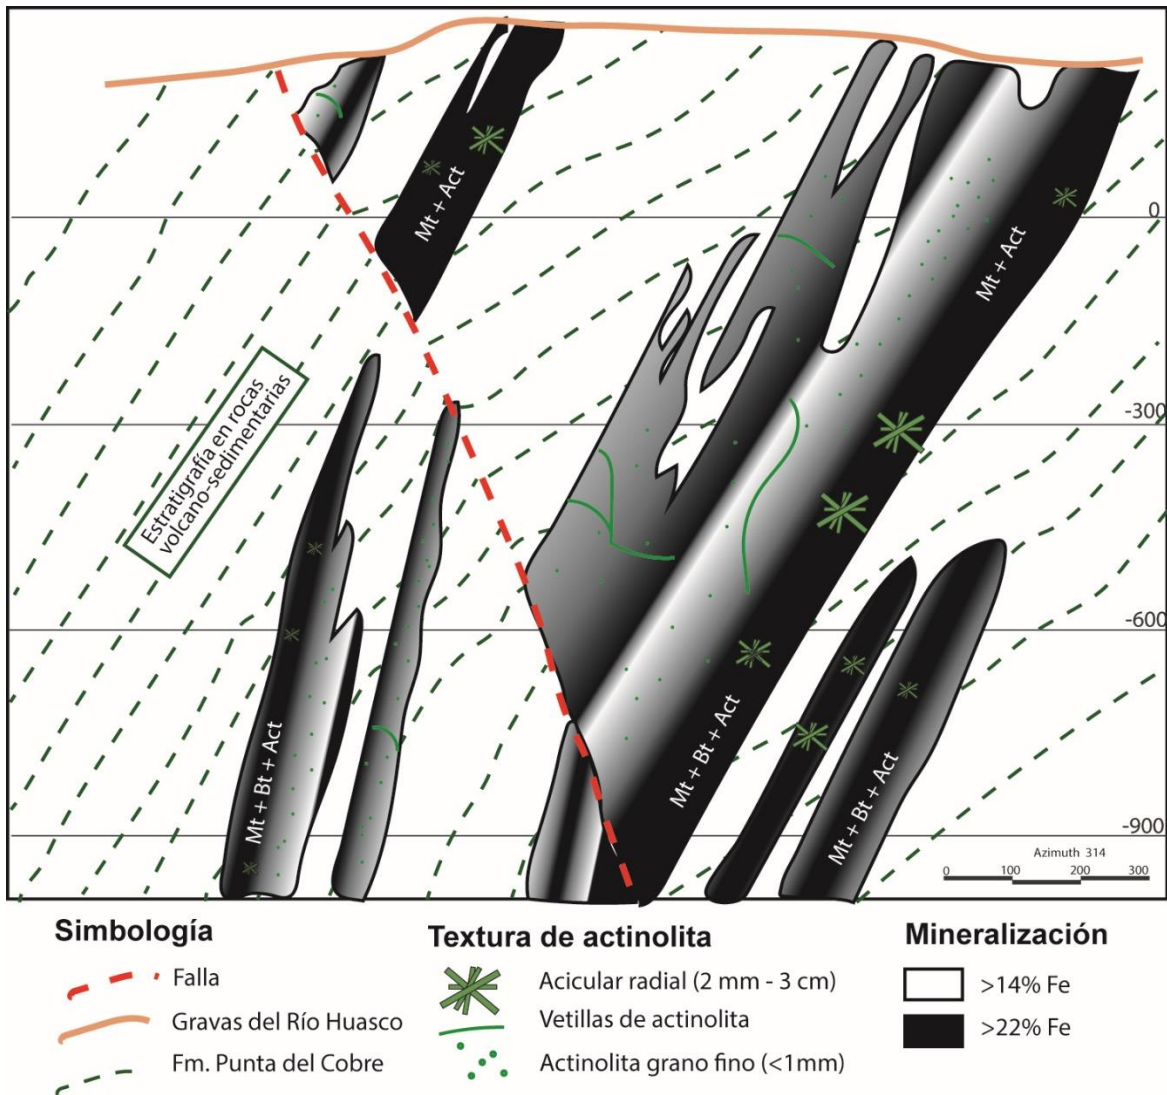 Mt + Act
Mt + Act
0
Estratigrafía en rocas
volcano-sedimentarias
-300
-600
Mt + Bt + Act
Mt + Bt + Act
Mt + Bt + Act
-900
Azimuth 314
0 100 200 300
Simbología
Falla
Gravas del Río Huasco
Fm. Punta del Cobre
Textura de actinolita
Acicular radial (2 mm - 3 cm)
Vetillas de actinolita
Actinolita grano fino (<1mm)
Mineralización
>14% Fe
>22% Fe